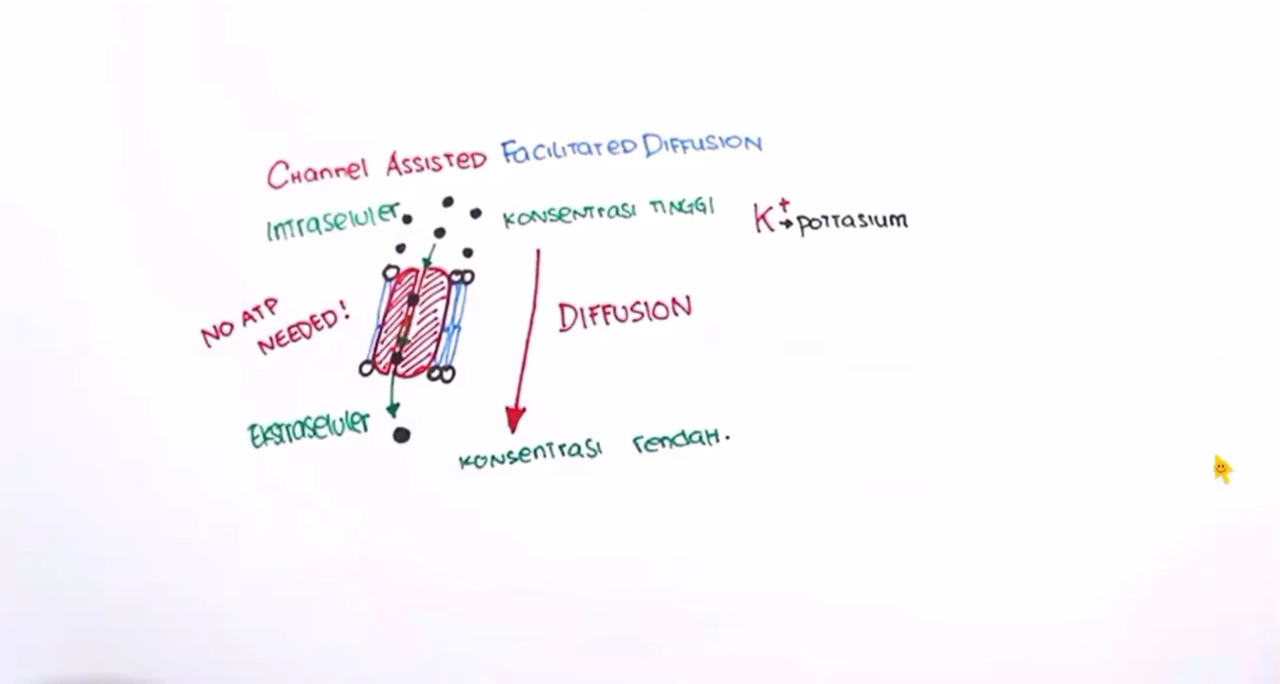 Channel Assisted Facilitated Diffusion
Intraseluler
Konsentrasi Tinggi
K+
→ pottasium
NO ATP
NEEDED!
DIFFUSION
Ekstraseluler
Konsentrasi rendah.